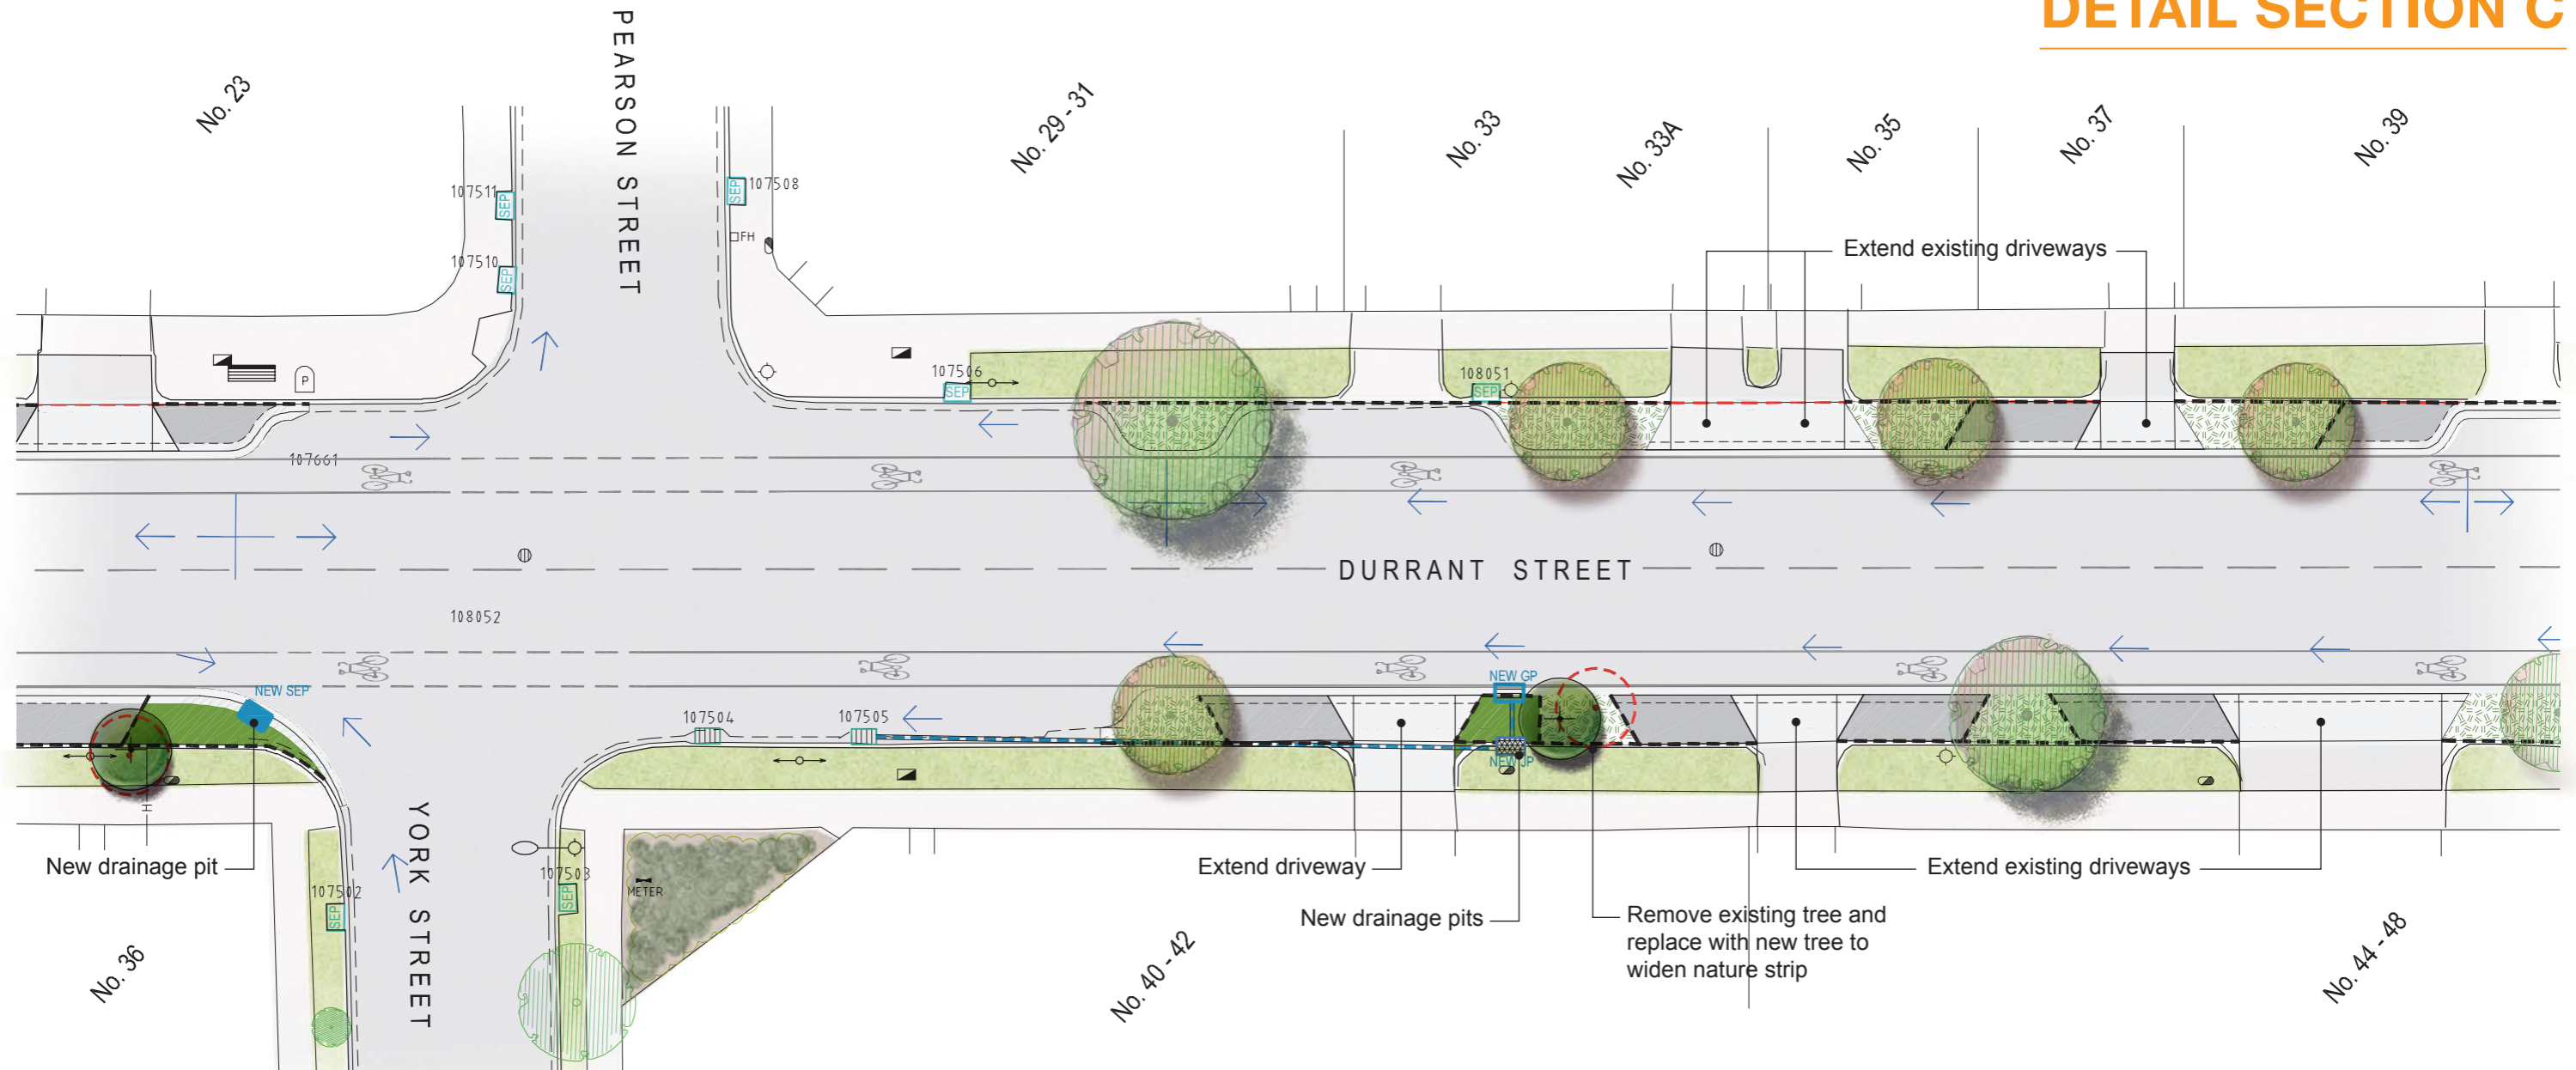 DETAIL SECTION C
PEARSON STREET
No. 23
No. 29 - 31
No. 33
No. 33A
No. 35
No. 37
No. 39
107511
SEP
SEP
107508
FH
107510
SEP
Extend existing driveways
P
107506
SEP
108051
SEP
107661
DURRANT STREET
108052
NEW SEP
NEW GP
107504
107505
NEW JP
H
YORK STREET
New drainage pit
Extend driveway
Extend existing driveways
107503
SEP
METER
107502
SEP
New drainage pits
Remove existing tree and
replace with new tree to
widen nature strip
No. 36
No. 40 - 42
No. 44 - 48